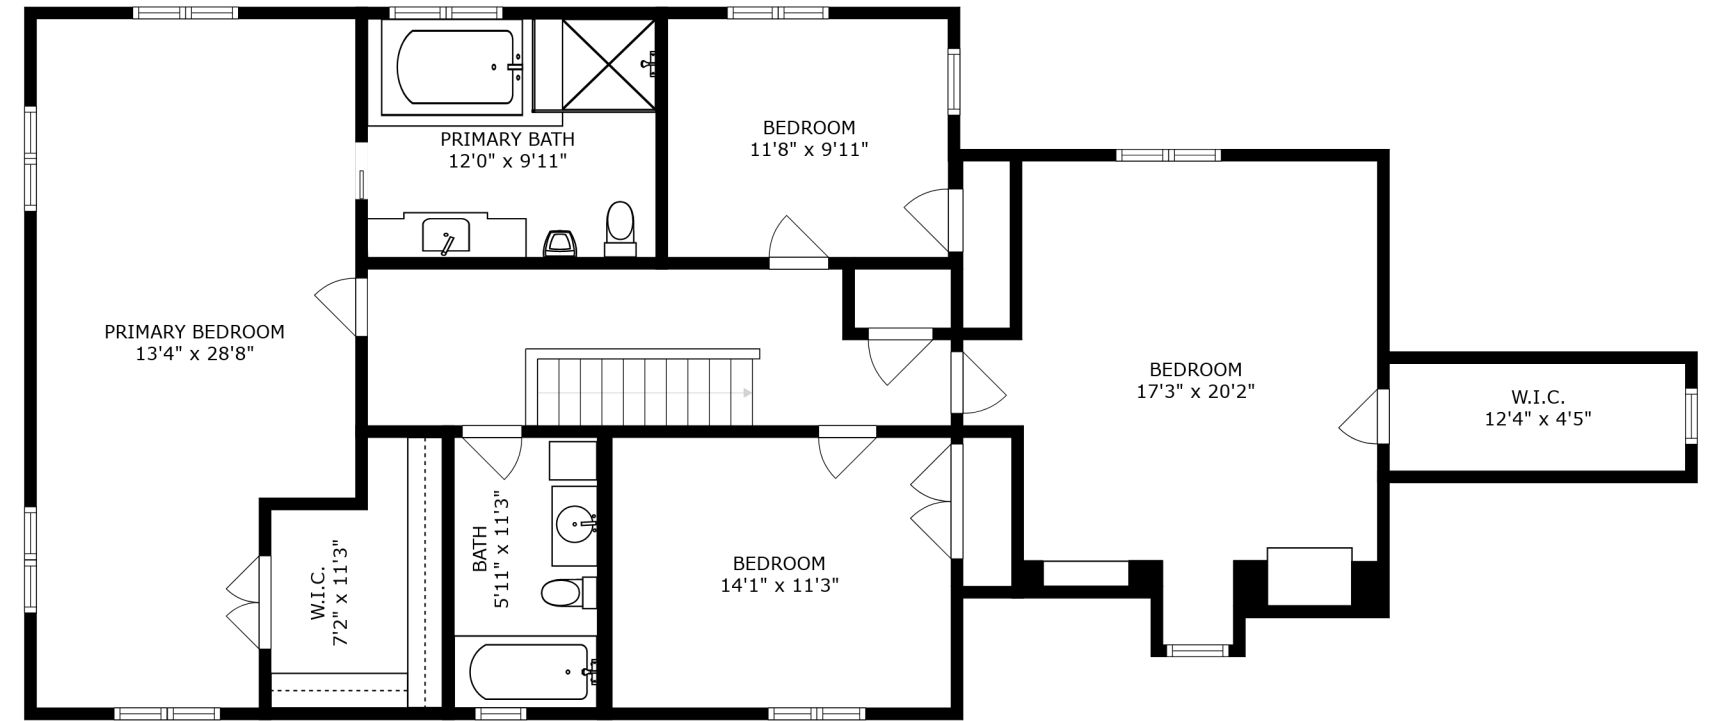 PRIMARY BATH
12'0" x 9'11"
BEDROOM
11'8" x 9'11"
PRIMARY BEDROOM
13'4" x 28'8"
BEDROOM
17'3" x 20'2"
W.I.C.
12'4" x 4'5"
W.I.C.
7'2" x 11'3"
BATH
5'11" x 11'3"
BEDROOM
14'1" x 11'3"